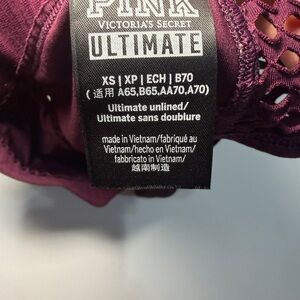 PINK
VICTORIA'S SECRET
ULTIMATE
XS | XP | ECH | B70
(适用 A65,B65,AA70,A70)
Ultimate unlined/
Ultimate sans doublure
made in Vietnam/fabriqué au
Vietnam/hecho en Vietnam/
fabbricato in Vietnam/
越南制造